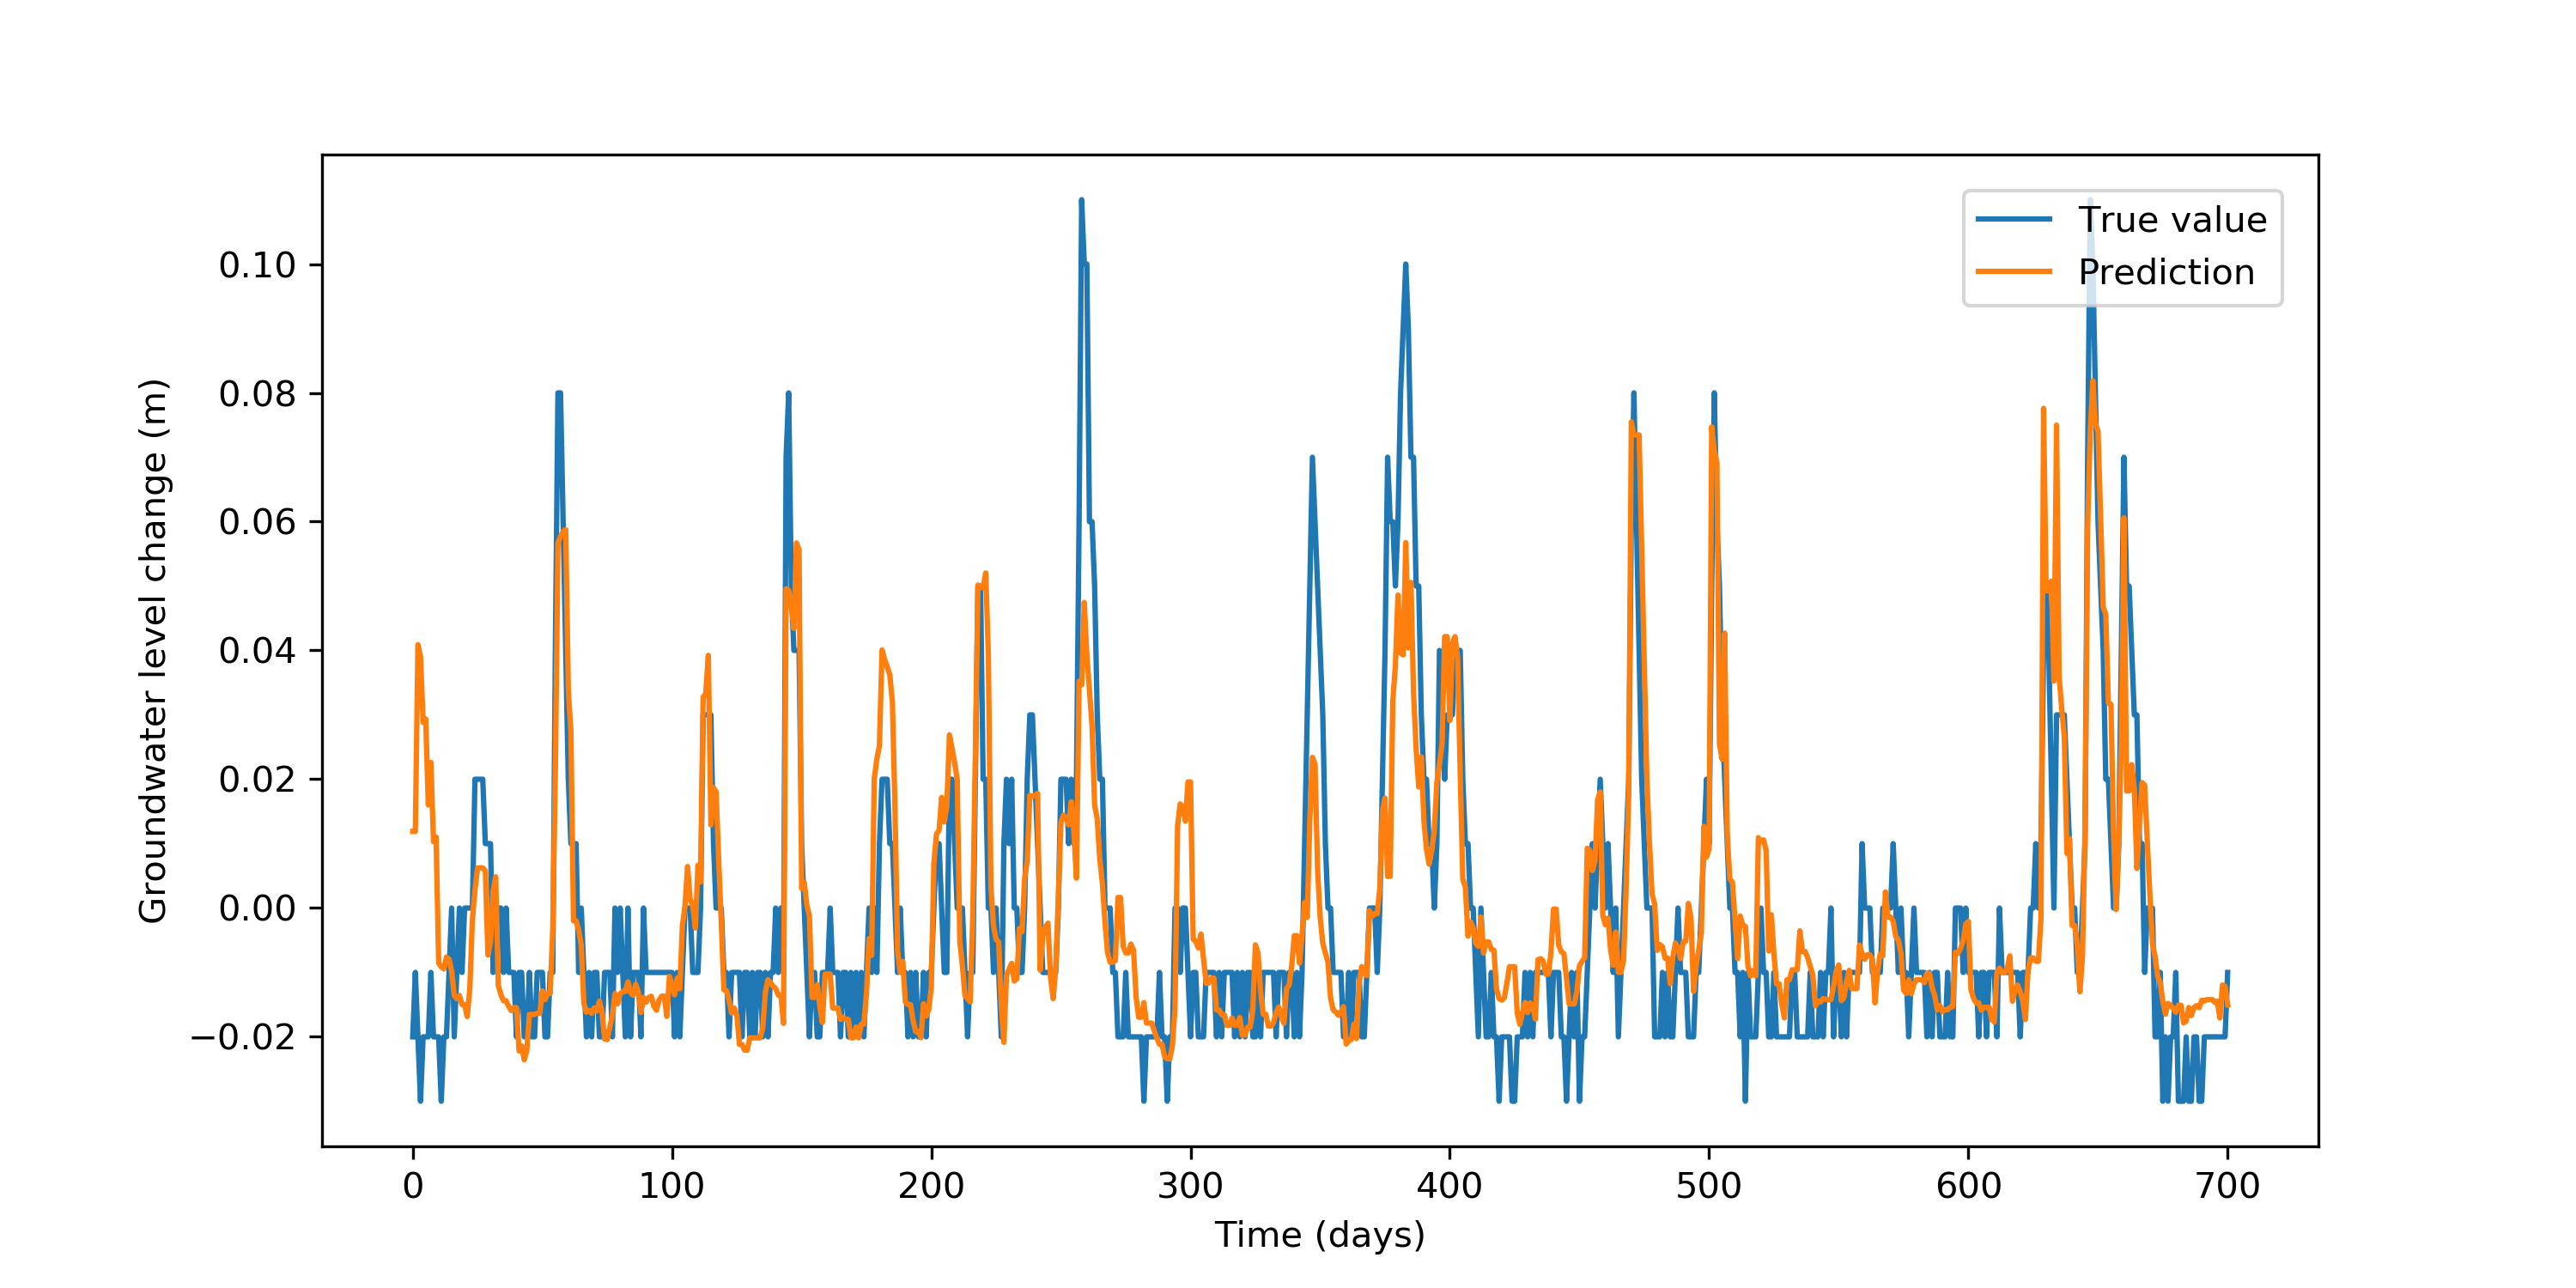 True value
Prediction
Groundwater level change (m)
0.10
0.08
0.06
0.04
0.02
0.00
−0.02
0 100 200 300 400 500 600 700
Time (days)